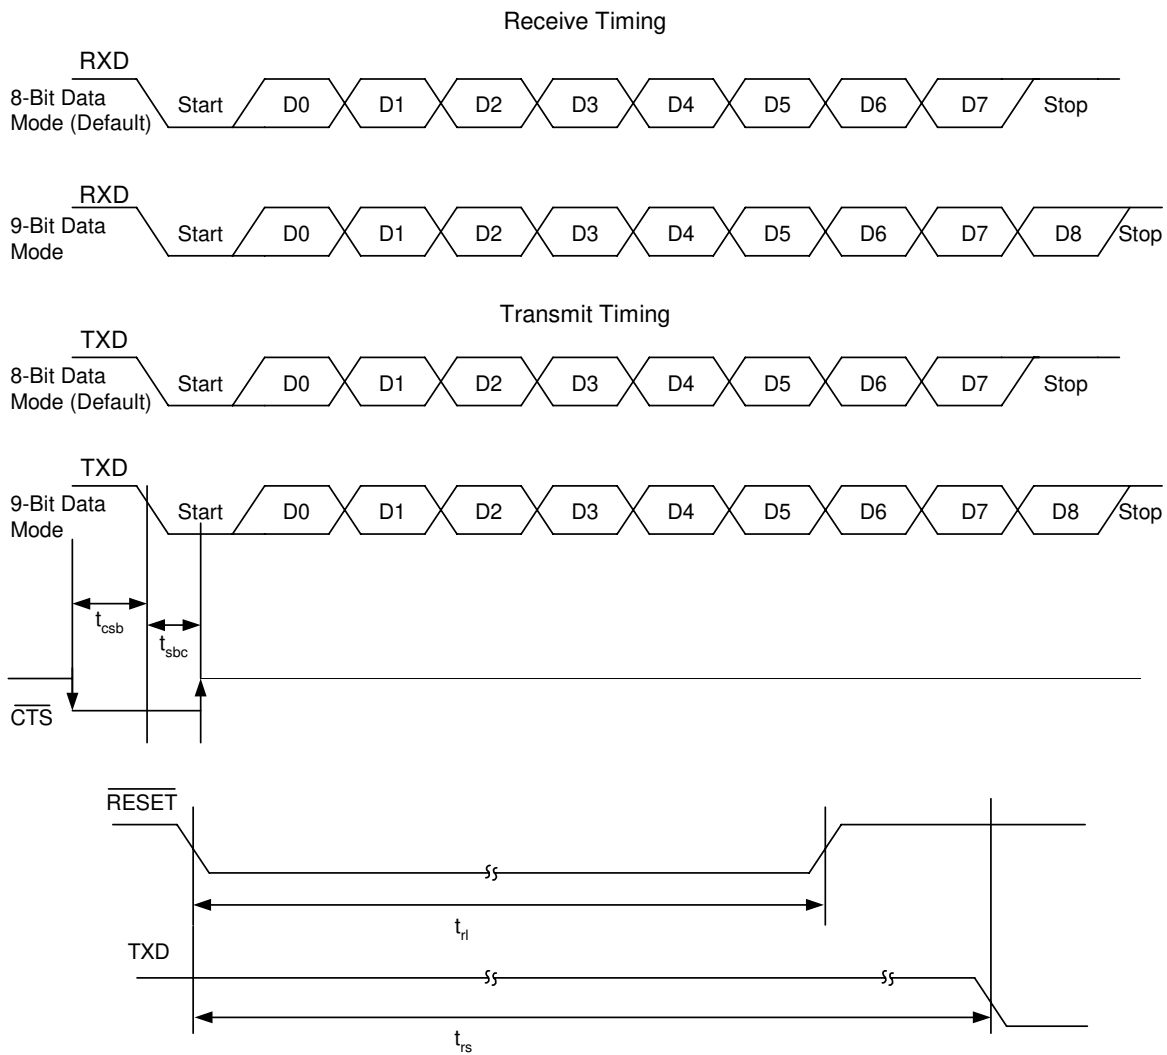 Receive Timing
RXD
8-Bit Data
Mode (Default)
Start D0 D1 D2 D3 D4 D5 D6 D7 Stop
RXD
9-Bit Data
Mode
Start D0 D1 D2 D3 D4 D5 D6 D7 D8 Stop
Transmit Timing
TXD
8-Bit Data
Mode (Default)
Start D0 D1 D2 D3 D4 D5 D6 D7 Stop
TXD
9-Bit Data
Mode
Start D0 D1 D2 D3 D4 D5 D6 D7 D8 Stop
tcsb
tsbc
CTS
RESET
trl
TXD
trs